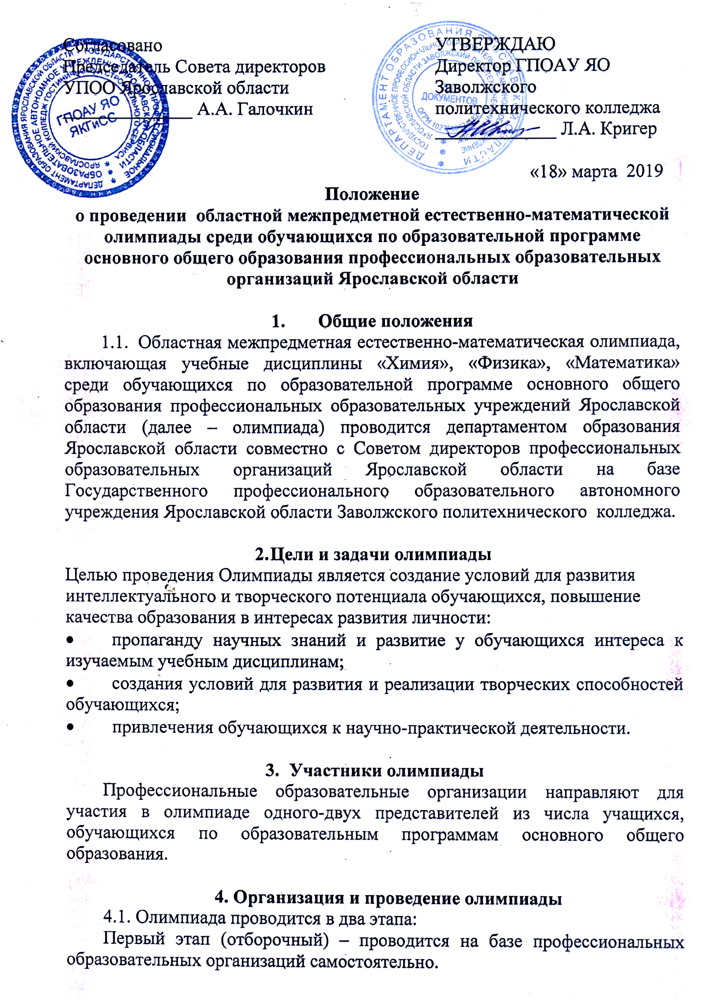 Согласовано
Председатель Совета директоров
УПОО Ярославской области
______________ А.А. Галочкин
ГПОАУ ЯО
ЯКГиСС
УТВЕРЖДАЮ
Директор ГПОАУ ЯО
Заволжского
политехнического колледжа
_____________ Л.А. Кригер
ДОКУМЕНТОВ
ДЕПАРТАМЕНТ ОБРАЗОВАНИЯ ЯРОСЛАВСКОЙ ОБЛАСТИ
«18» марта 2019
Положение
о проведении областной межпредметной естественно-математической
олимпиады среди обучающихся по образовательной программе
основного общего образования профессиональных образовательных
организаций Ярославской области
1. Общие положения
1.1. Областная межпредметная естественно-математическая олимпиада,
включающая учебные дисциплины «Химия», «Физика», «Математика»
среди обучающихся по образовательной программе основного общего
образования профессиональных образовательных учреждений Ярославской
области (далее – олимпиада) проводится департаментом образования
Ярославской области совместно с Советом директоров профессиональных
образовательных организаций Ярославской области на базе
Государственного профессионального образовательного автономного
учреждения Ярославской области Заволжского политехнического колледжа.
2.Цели и задачи олимпиады
Целью проведения Олимпиады является создание условий для развития
интеллектуального и творческого потенциала обучающихся, повышение
качества образования в интересах развития личности:
• пропаганду научных знаний и развитие у обучающихся интереса к
изучаемым учебным дисциплинам;
• создания условий для развития и реализации творческих способностей
обучающихся;
• привлечения обучающихся к научно-практической деятельности.
3. Участники олимпиады
Профессиональные образовательные организации направляют для
участия в олимпиаде одного-двух представителей из числа учащихся,
обучающихся по образовательным программам основного общего
образования.
4. Организация и проведение олимпиады
4.1. Олимпиада проводится в два этапа:
Первый этап (отборочный) – проводится на базе профессиональных
образовательных организаций самостоятельно.